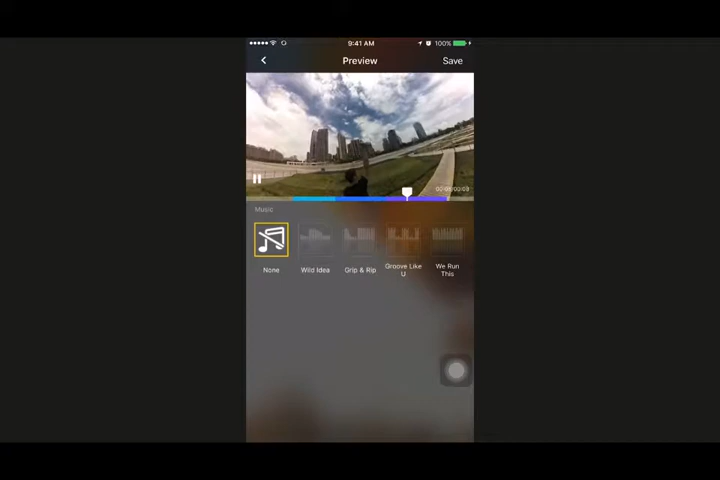 9:41 AM
100%
Preview
Save
Music
None
Wild Idea
Grip & Rip
Groove Like
U
We Run
This